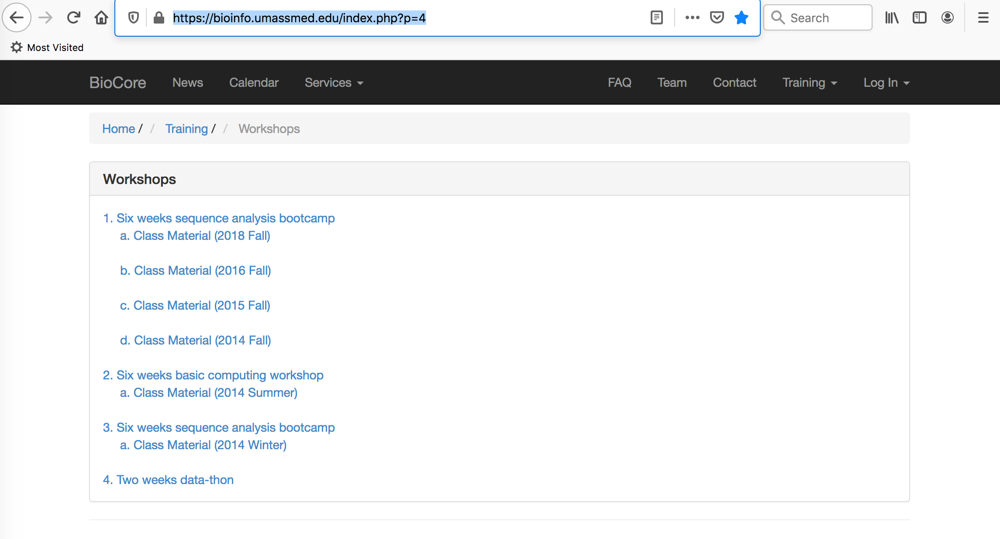 https://bioinfo.umassmed.edu/index.php?p=4
Search
Most Visited
BioCore News Calendar Services FAQ Team Contact Training Log In
Home / / Training / / Workshops
Workshops
1. Six weeks sequence analysis bootcamp
a. Class Material (2018 Fall)
b. Class Material (2016 Fall)
c. Class Material (2015 Fall)
d. Class Material (2014 Fall)
2. Six weeks basic computing workshop
a. Class Material (2014 Summer)
3. Six weeks sequence analysis bootcamp
a. Class Material (2014 Winter)
4. Two weeks data-thon